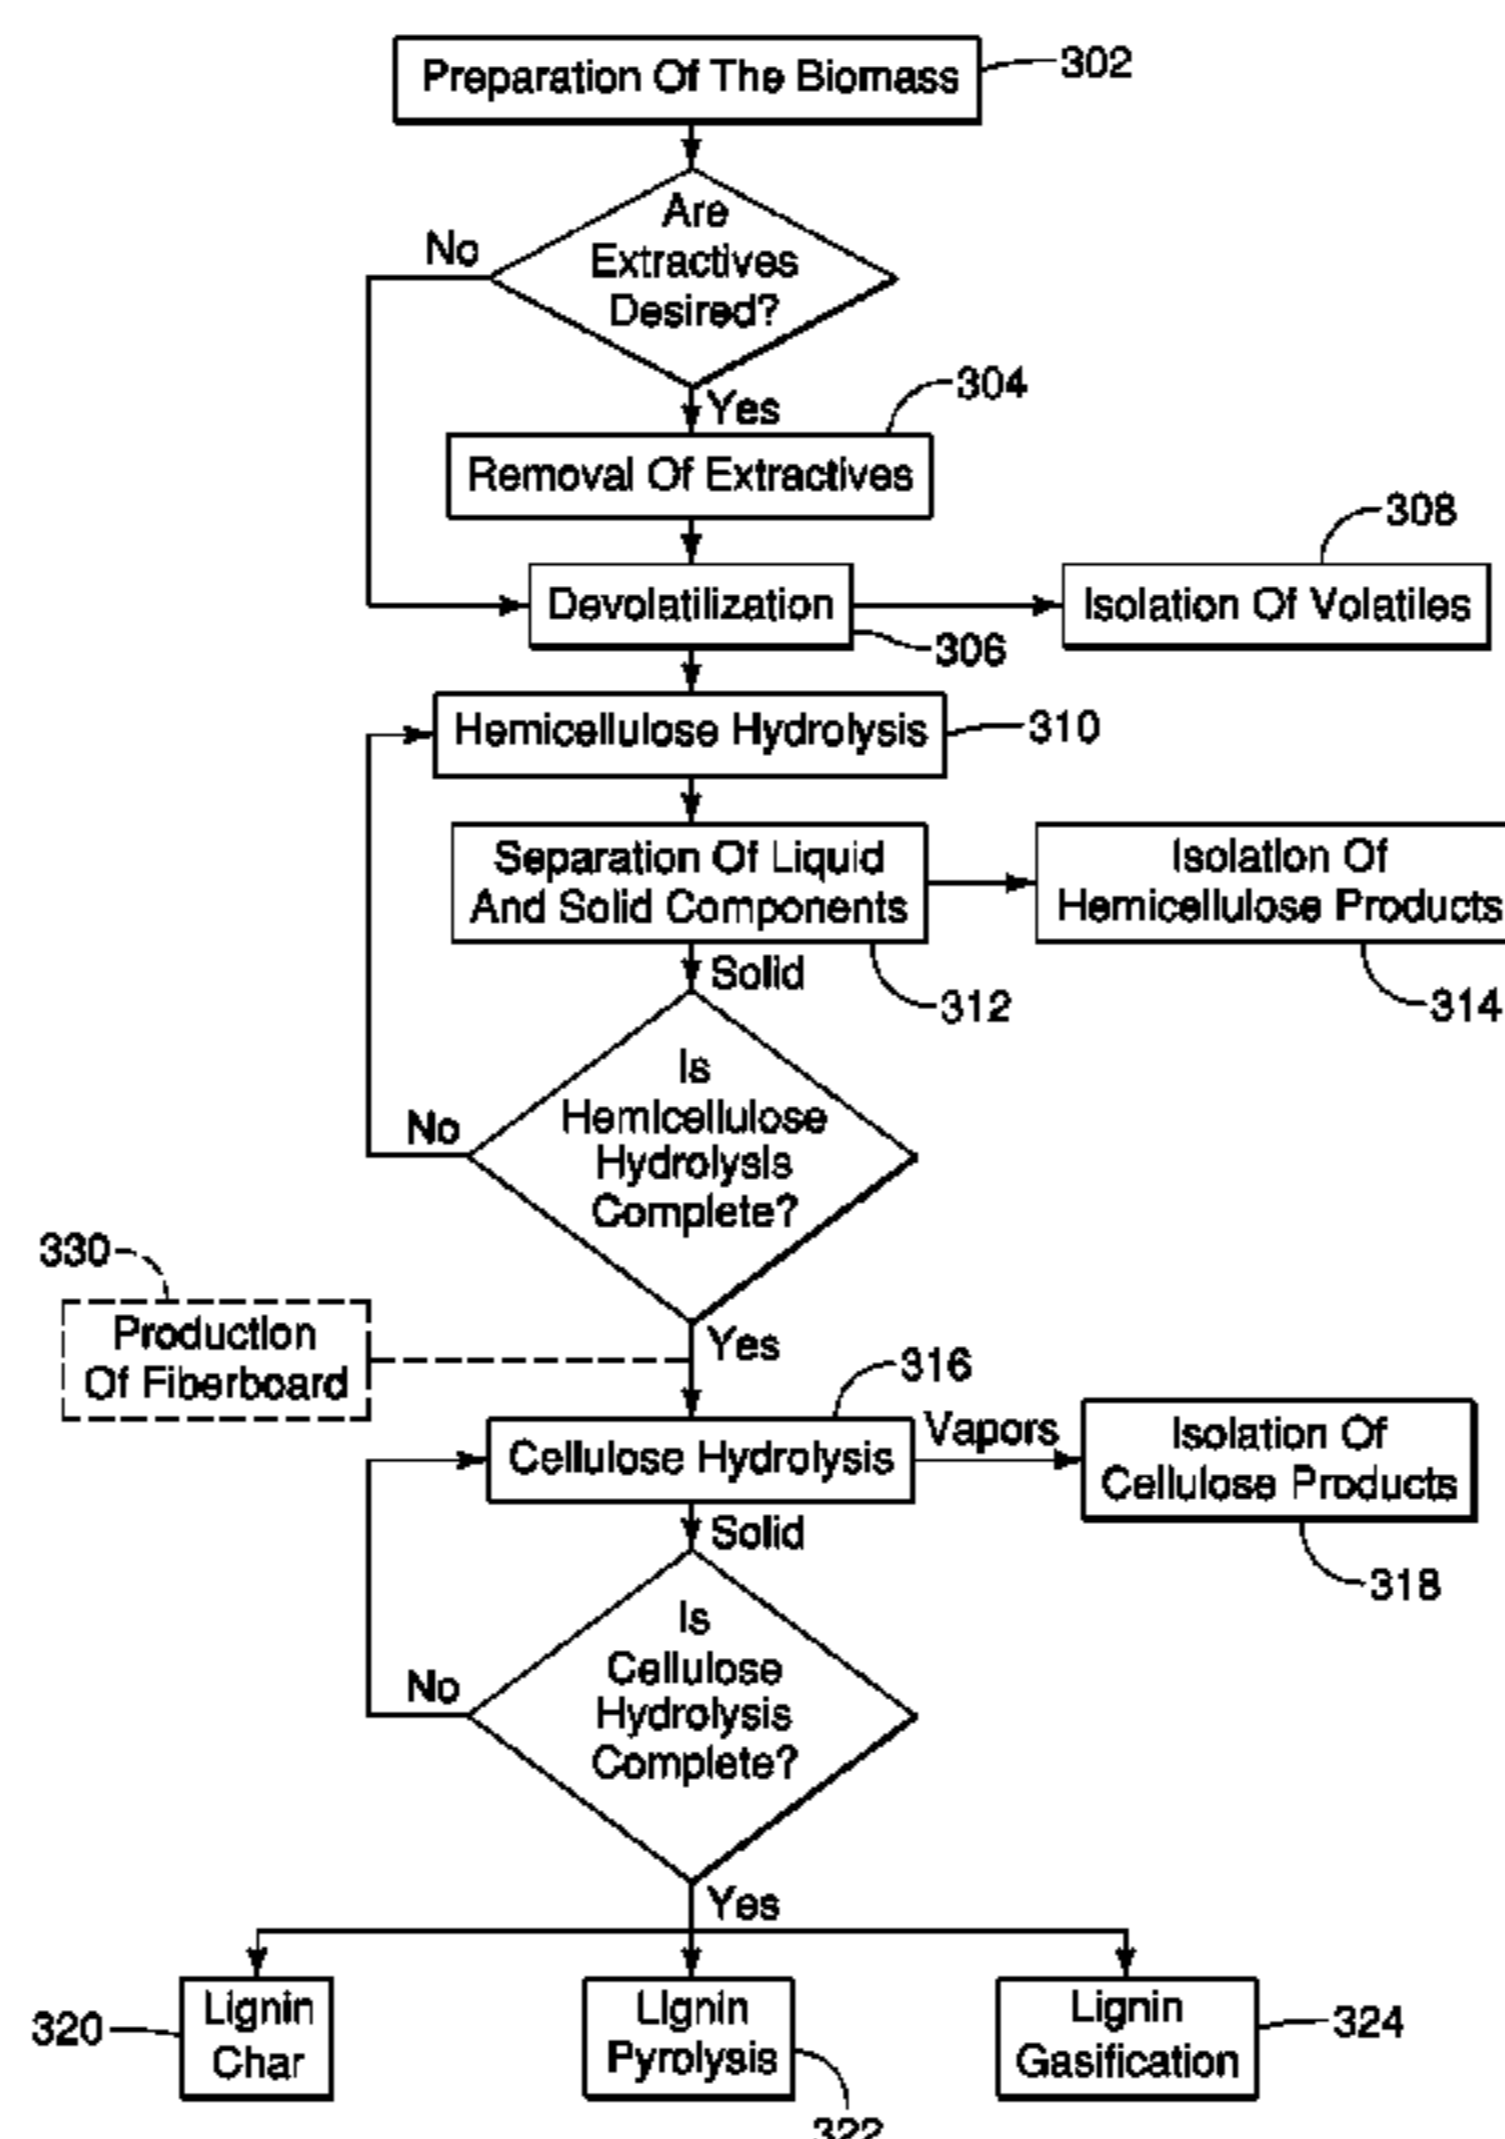 Preparation Of The Biomass
302
Are
Extractives
Desired?
No
Yes
304
Removal Of Extractives
308
Devolatilization
Isolation Of Volatiles
306
Hemicellulose Hydrolysis
310
Separation Of Liquid
And Solid Components
Isolation Of
Hemicellulose Products
Solid
312
314
Is
Hemicellulose
Hydrolysis
Complete?
No
330
Production
Of Fiberboard
Yes
316
Cellulose Hydrolysis
Vapors
Isolation Of
Cellulose Products
Solid
318
Is
Cellulose
Hydrolysis
Complete?
No
Yes
320
Lignin
Char
Lignin
Pyrolysis
Lignin
Gasification
324
322